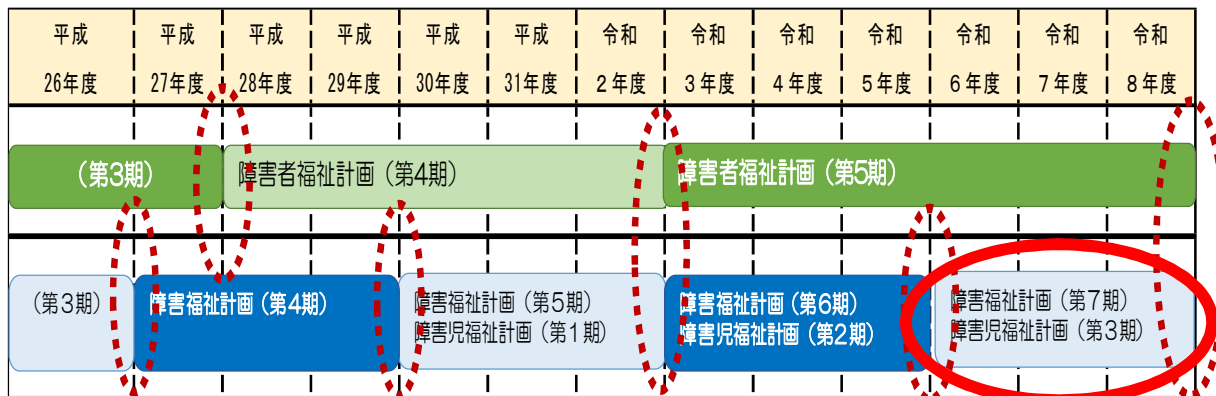 平成 平成 平成 平成 平成 平成 令和 令和 令和 令和 令和 令和 令和
26年度 27年度 28年度 29年度 30年度 31年度 2年度 3年度 4年度 5年度 6年度 7年度 8年度
（第3期） 障害者福祉計画（第4期） 障害者福祉計画（第5期）
（第3期） 障害福祉計画（第4期） 障害福祉計画（第5期） 障害福祉計画（第6期） 障害福祉計画（第7期）
障害児福祉計画（第1期） 障害児福祉計画（第2期） 障害児福祉計画（第3期）